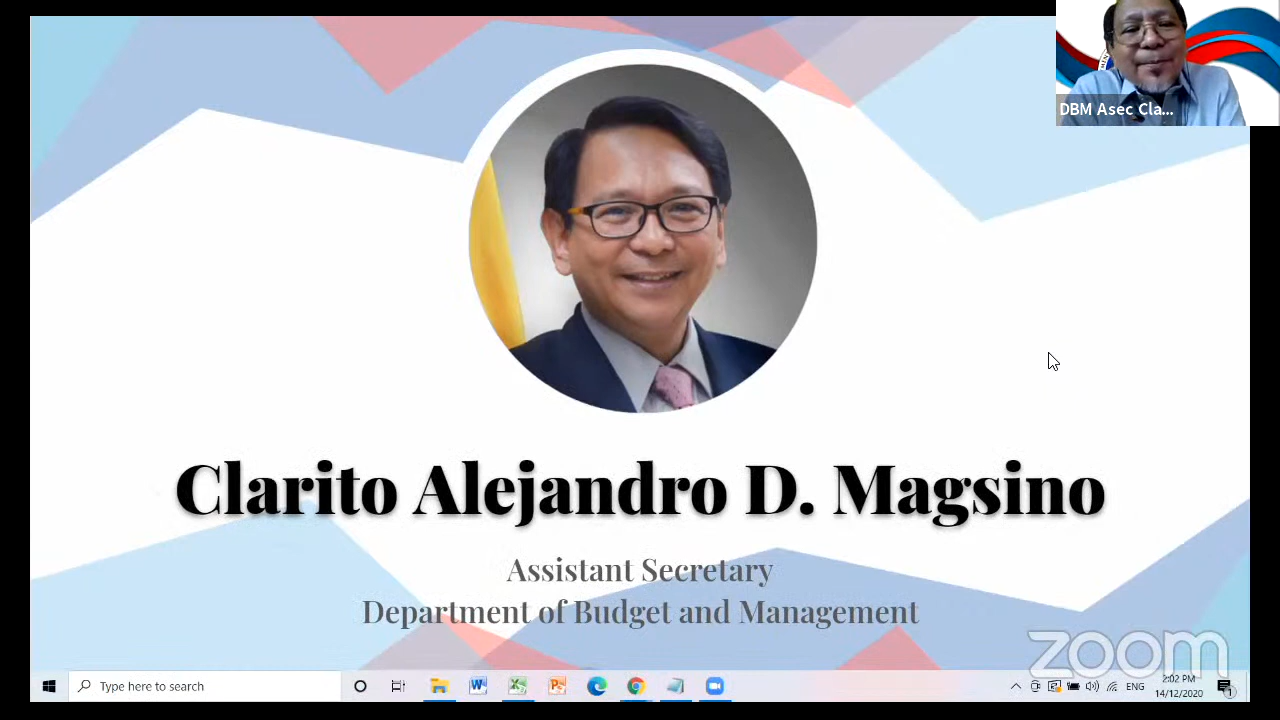 DBM Asec Cla...
Clarito Alejandro D. Magsino
Assistant Secretary
Department of Budget and Management
zoom
Type here to search
ENG
2:02 PM
14/12/2020
1